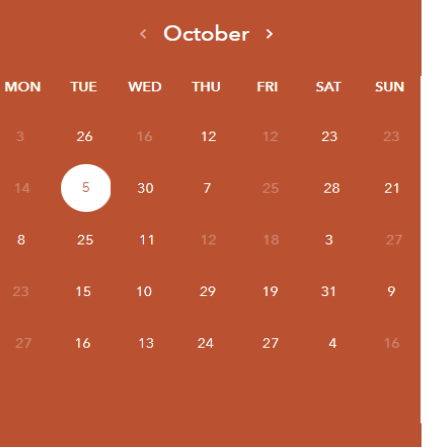 < October >
MON TUE WED THU FRI SAT SUN
3 26 16 12 12 23 23
14 5 30 7 25 28 21
8 25 11 12 18 3 27
23 15 10 29 19 31 9
27 16 13 24 27 4 16